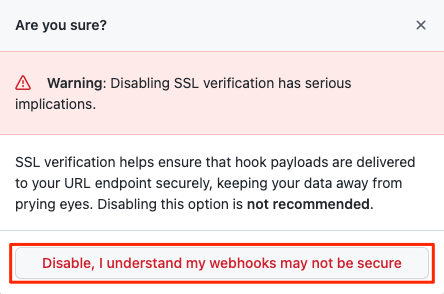 Are you sure?
Warning: Disabling SSL verification has serious
implications.
SSL verification helps ensure that hook payloads are delivered
to your URL endpoint securely, keeping your data away from
prying eyes. Disabling this option is not recommended.
Disable, I understand my webhooks may not be secure